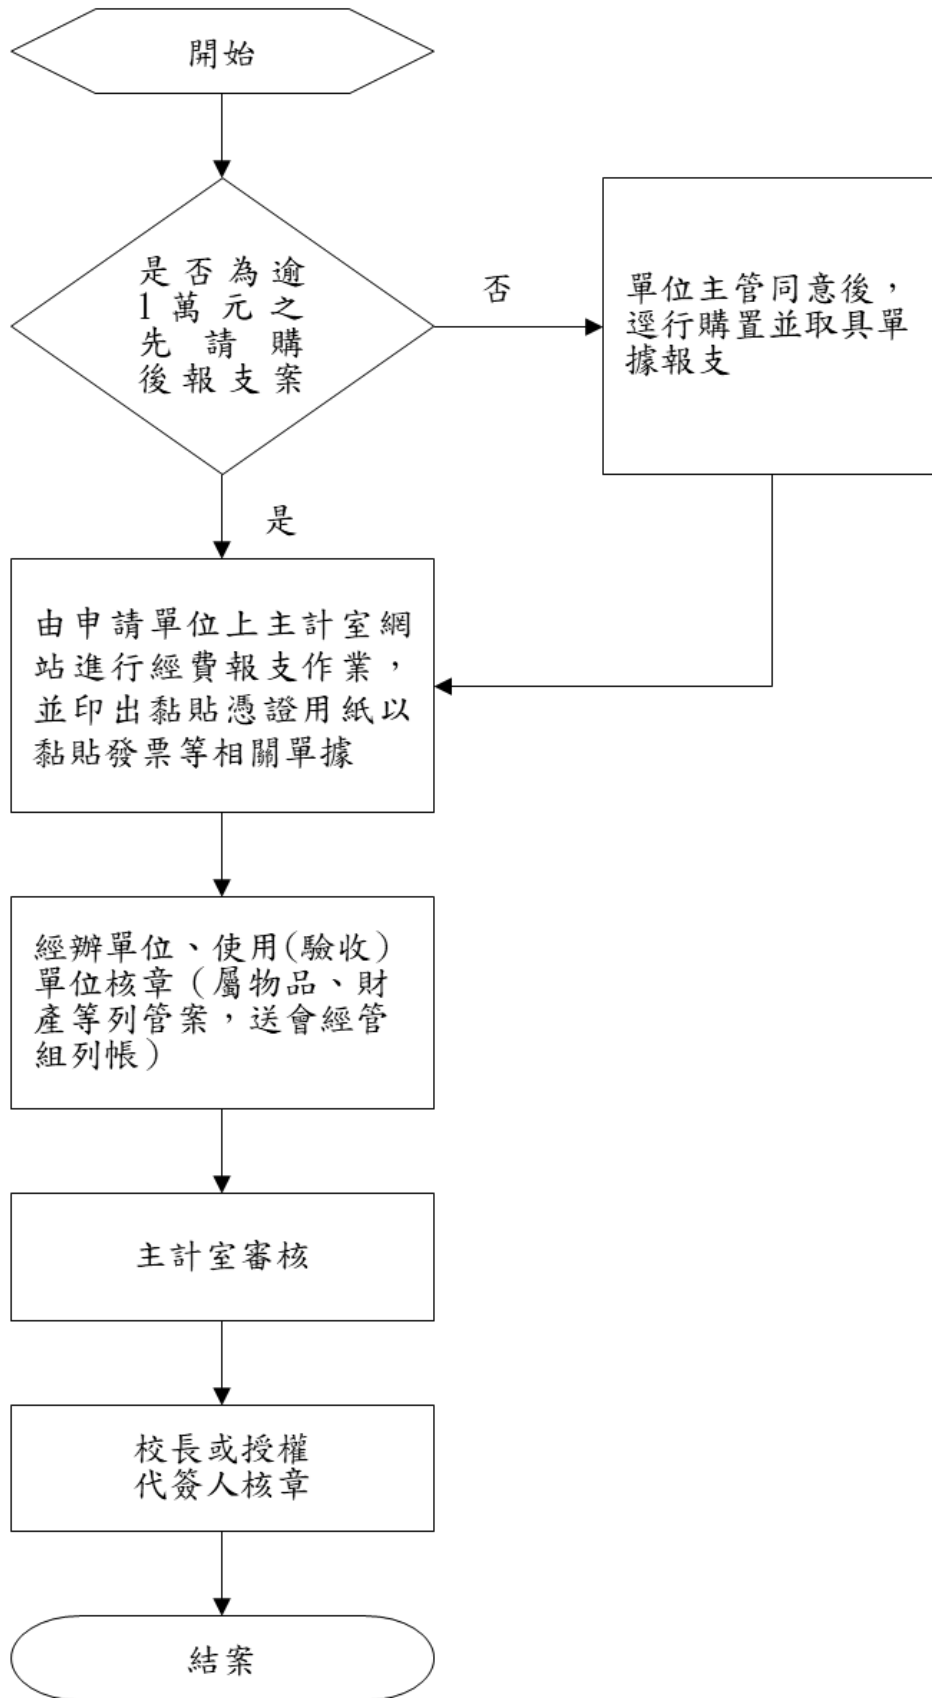 開始
是否為逾
1萬元之
先請購
後報支案
否
單位主管同意後，
逕行購置並取具單
據報支
是
由申請單位上主計室網
站進行經費報支作業，
並印出黏貼憑證用紙以
黏貼發票等相關單據
經辦單位、使用(驗收)
單位核章（屬物品、財
產等列管案，送會經管
組列帳）
主計室審核
校長或授權
代簽人核章
結案